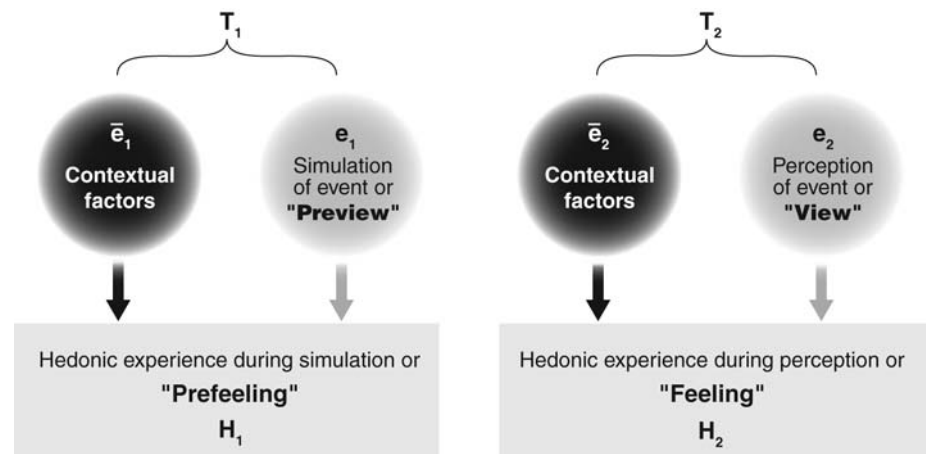 T₁
ē₁
Contextual
factors
e₁
Simulation
of event or
"Preview"
Hedonic experience during simulation or
"Prefeeling"
H₁
T₂
ē₂
Contextual
factors
e₂
Perception
of event or
"View"
Hedonic experience during perception or
"Feeling"
H₂